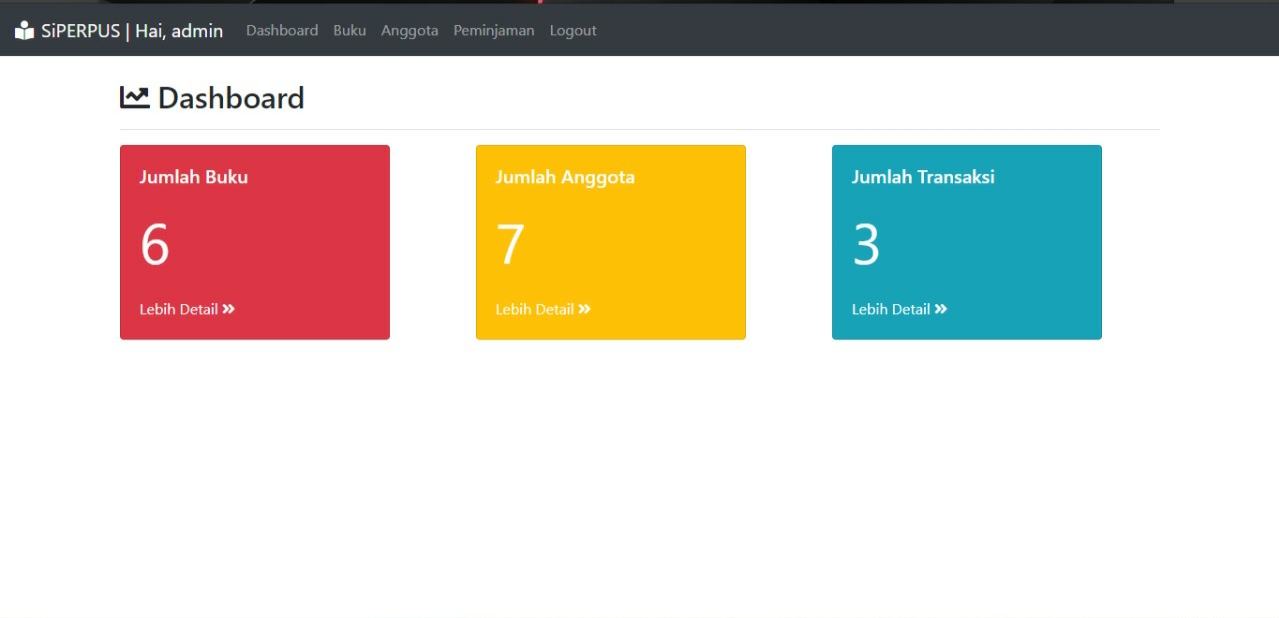 SiPERPUS | Hai, admin Dashboard Buku Anggota Peminjaman Logout
Dashboard
Jumlah Buku
6
Lebih Detail »
Jumlah Anggota
7
Lebih Detail »
Jumlah Transaksi
3
Lebih Detail »